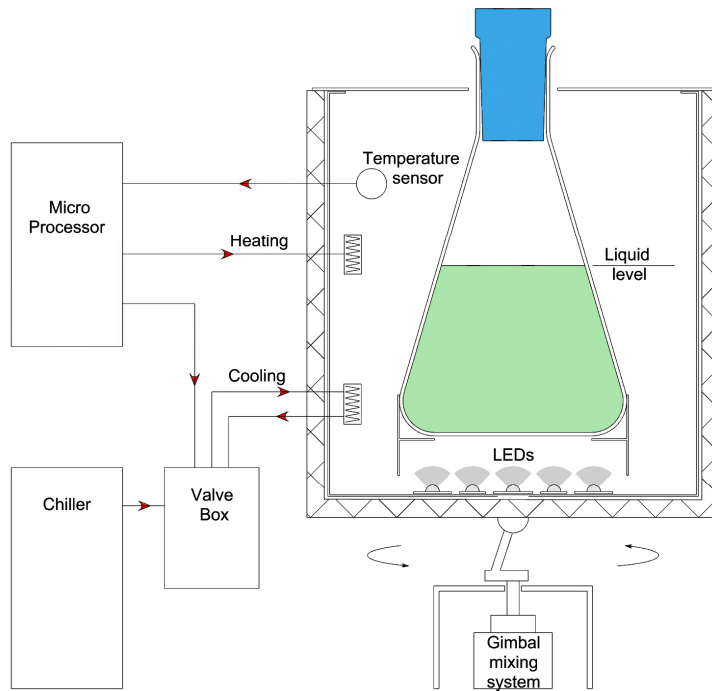 Temperature
sensor
Micro
Processor
Heating
Liquid
level
Cooling
LEDs
Chiller
Valve
Box
Gimbal
mixing
system